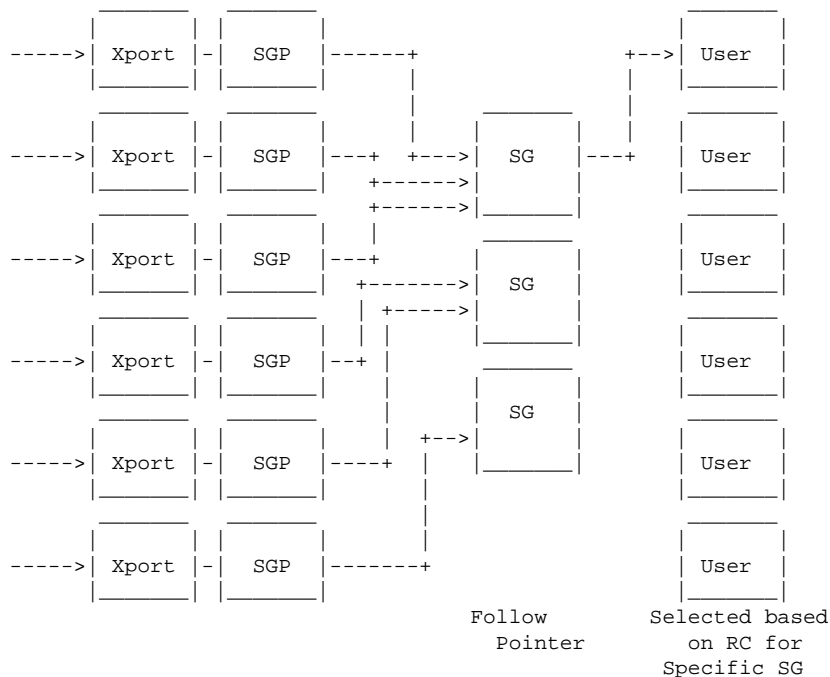 -----> Xport - SGP ------+ +--> User
-----> Xport - SGP ---+ +---> SG ---+ User
+------>
+------>
-----> Xport - SGP ---+ User
+-------> SG
+----->
-----> Xport - SGP --+ User
SG
+-->
-----> Xport - SGP ----+ User
-----> Xport - SGP -------+ User
Follow Selected based
Pointer on RC for
Specific SG